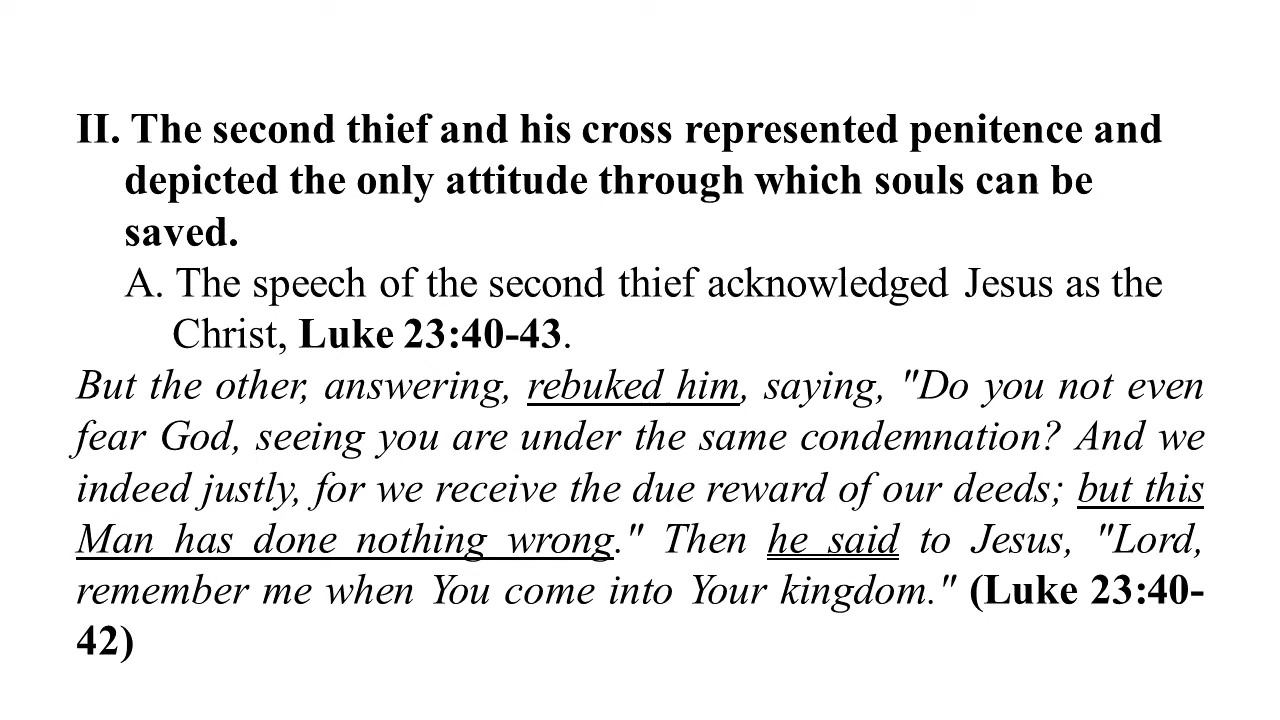 II. The second thief and his cross represented penitence and
depicted the only attitude through which souls can be
saved.
A. The speech of the second thief acknowledged Jesus as the
Christ, Luke 23:40-43.
But the other, answering, rebuked him, saying, "Do you not even
fear God, seeing you are under the same condemnation? And we
indeed justly, for we receive the due reward of our deeds; but this
Man has done nothing wrong." Then he said to Jesus, "Lord,
remember me when You come into Your kingdom." (Luke 23:40-
42)